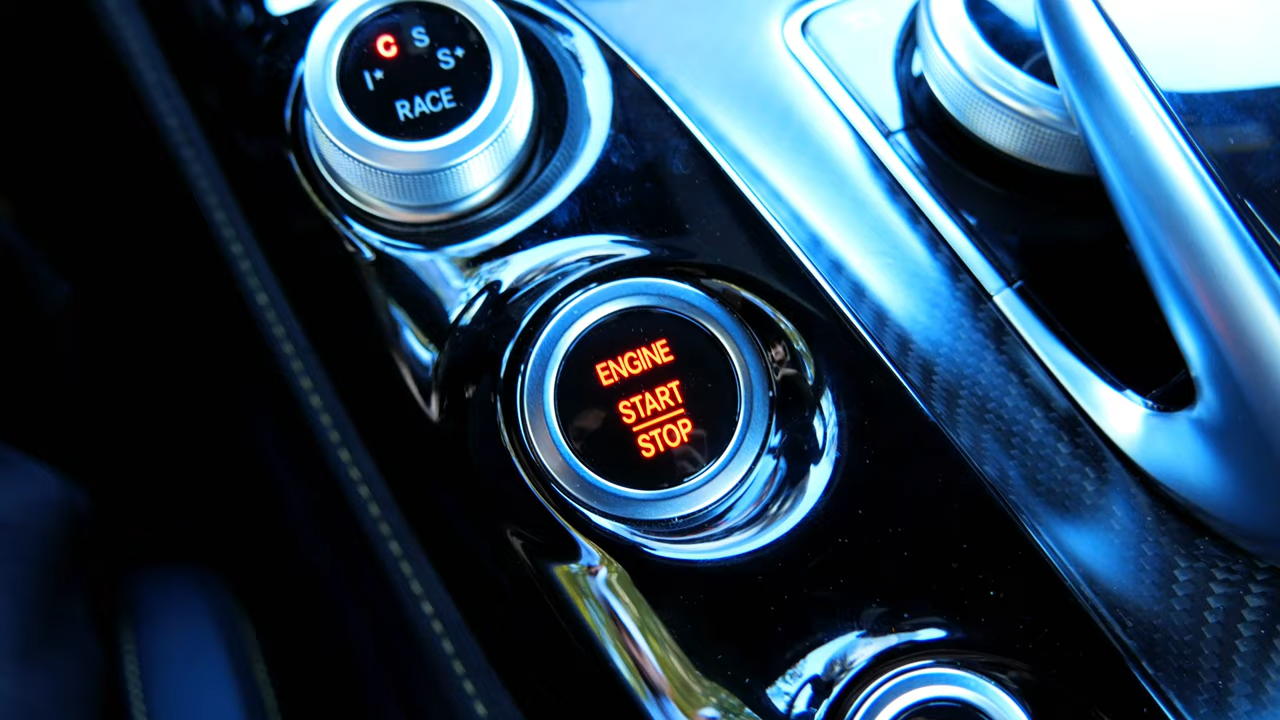 C S
S+
I*
RACE
ENGINE
START
STOP